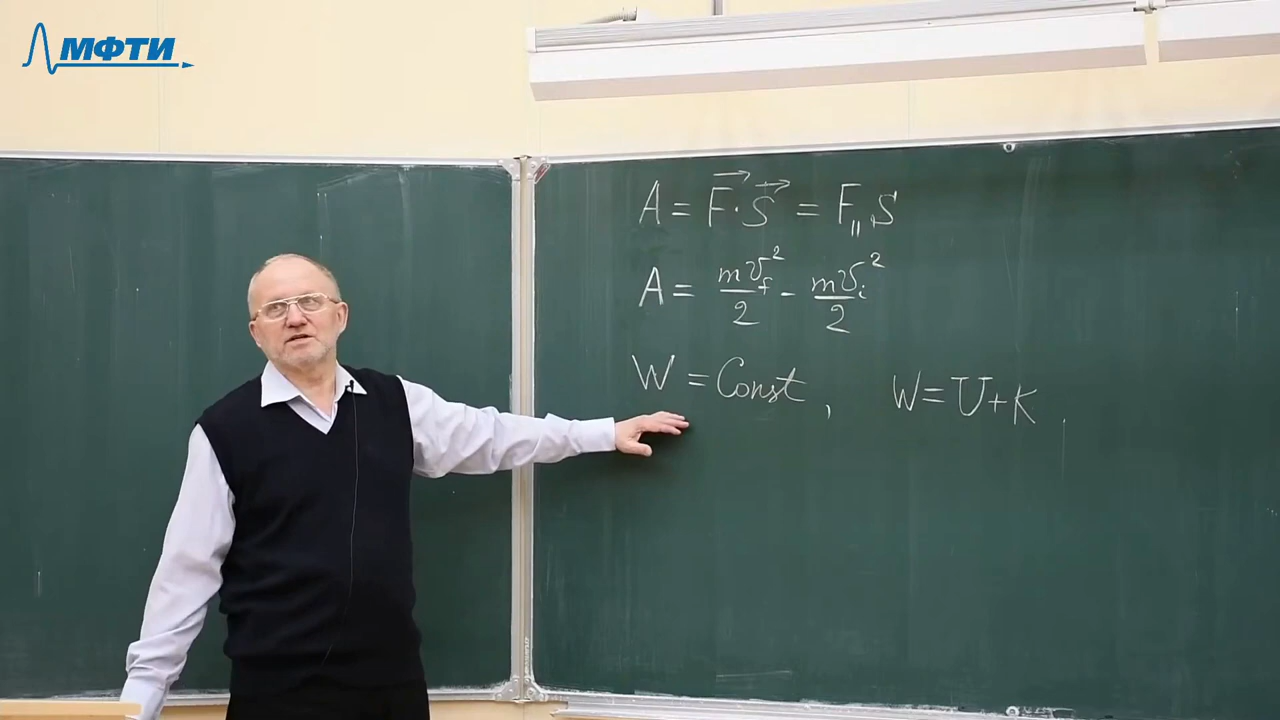 МФТИ
A = F⃗ · S⃗ = F∥ S
A = mv_f²/2 - mv_i²/2
W = Const, W = U + K,